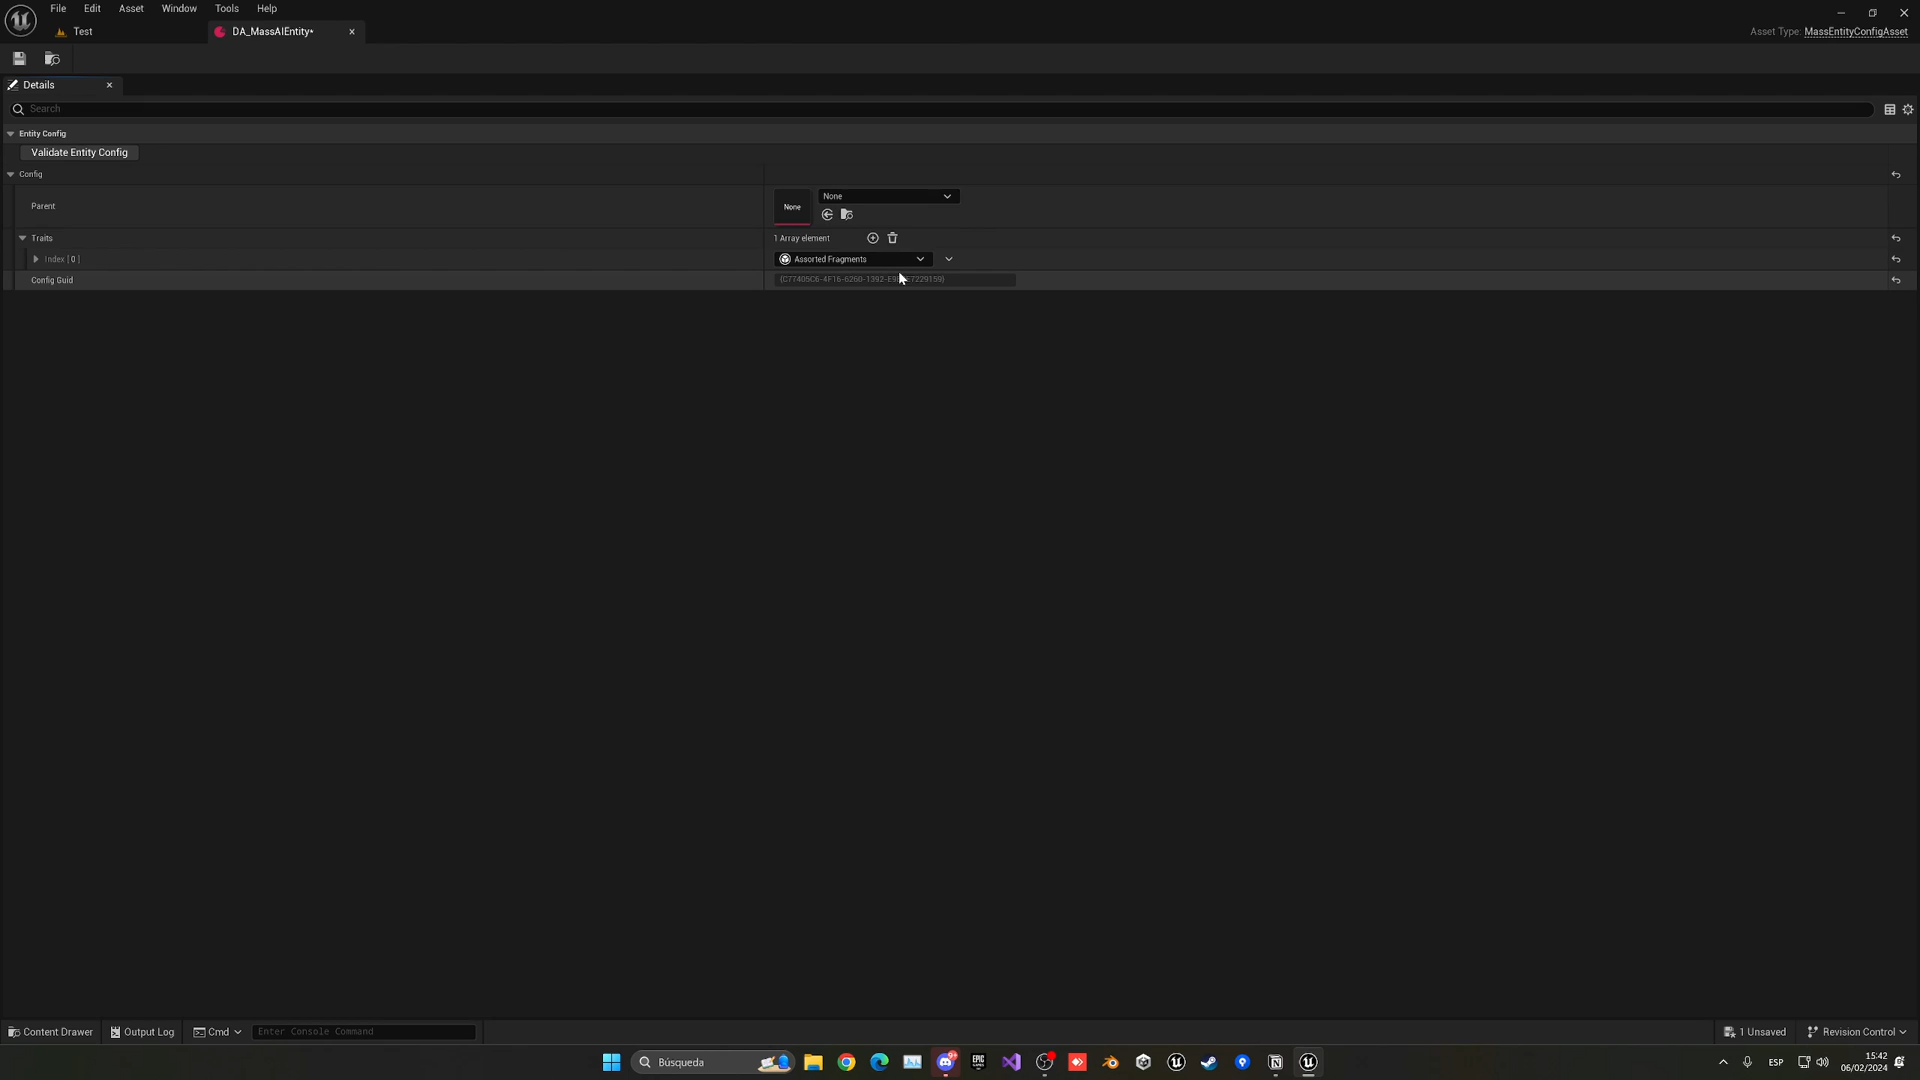 File Edit Asset Window Tools Help
Test DA_MassAIEntity* Asset Type: MassEntityConfigAsset
Details
Search
Entity Config
Validate Entity Config
Config
Parent None None
Traits 1 Array element
Index [ 0 ] Assorted Fragments
Config Guid
Content Drawer Output Log Cmd Enter Console Command 1 Unsaved Revision Control
Búsqueda ESP 15:42
06/02/2024